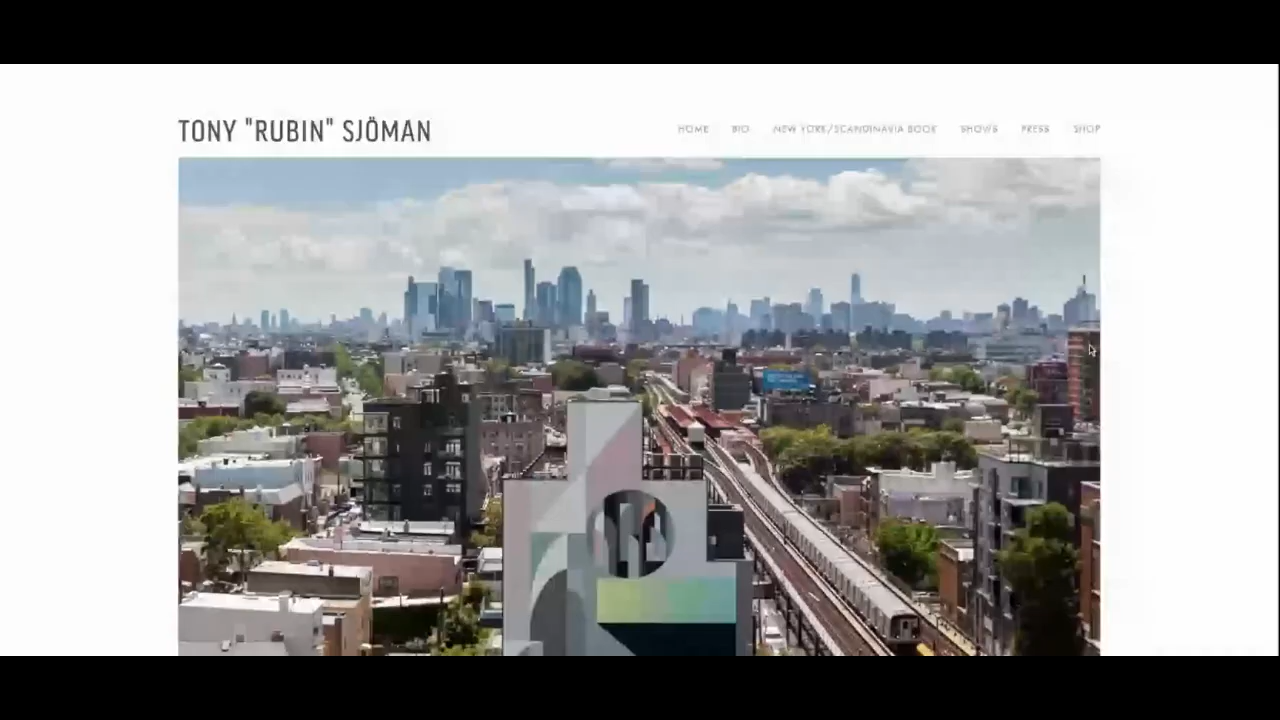 TONY "RUBIN" SJÖMAN
HOME BIO NEW YORK/SCANDINAVIA BOOK SHOWS PRESS SHOP